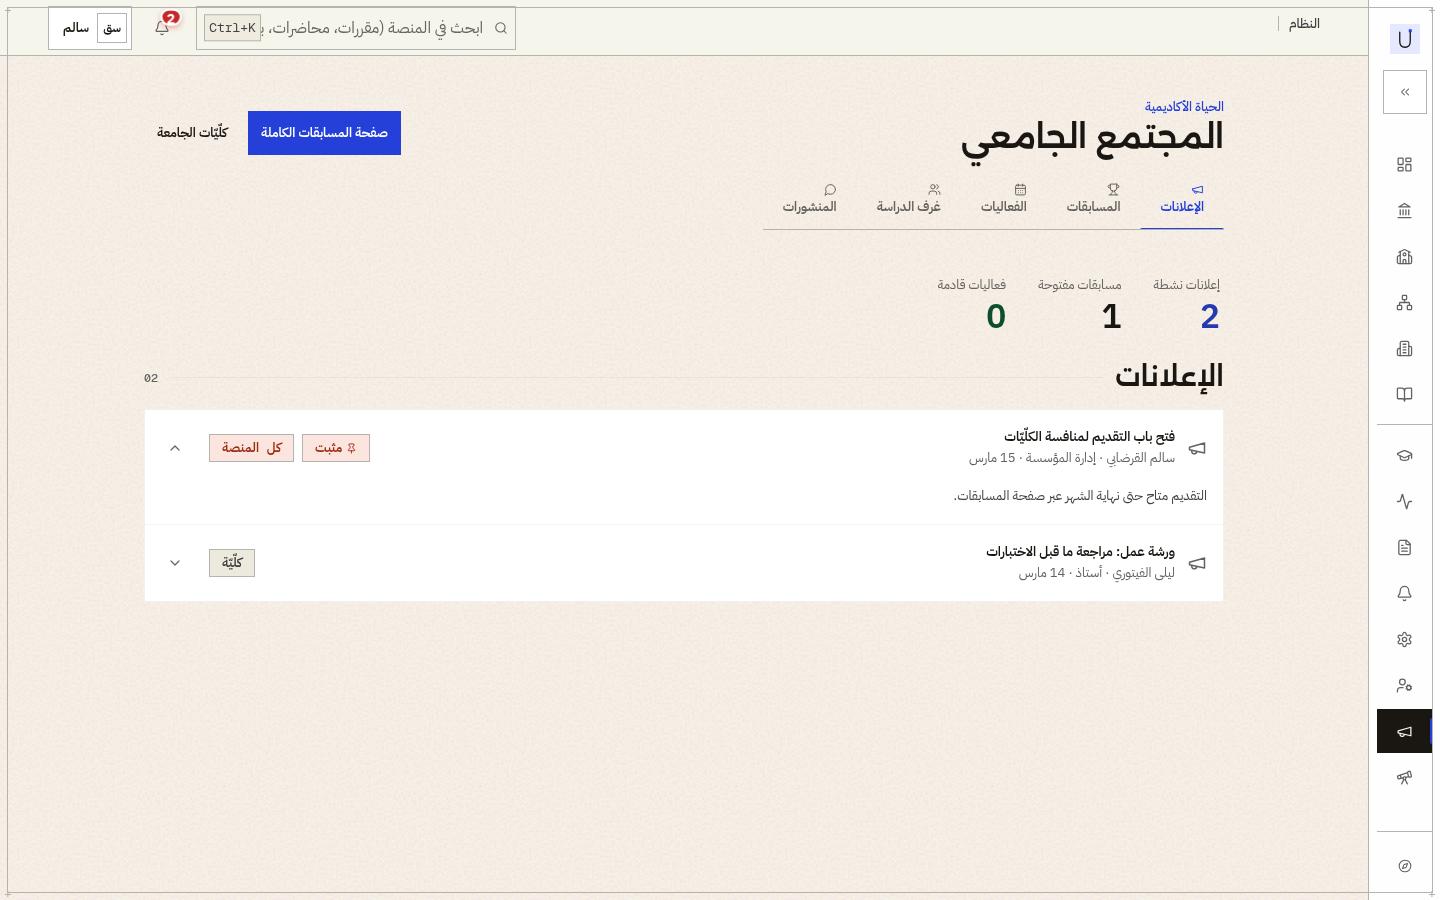 النظام
ابحث في المنصة (مقررات، محاضرات، ب
Ctrl+K
2
سق
سالم
الحياة الأكاديمية
المجتمع الجامعي
صفحة المسابقات الكاملة
كلّيّات الجامعة
الإعلانات
المسابقات
الفعاليات
غرف الدراسة
المنشورات
إعلانات نشطة
2
مسابقات مفتوحة
1
فعاليات قادمة
0
الإعلانات
02
فتح باب التقديم لمنافسة الكلّيّات
سالم القرضابي · إدارة المؤسسة · 15 مارس
مثبت
كل المنصة
التقديم متاح حتى نهاية الشهر عبر صفحة المسابقات.
ورشة عمل: مراجعة ما قبل الاختبارات
ليلى الفيتوري · أستاذ · 14 مارس
كلّيّة